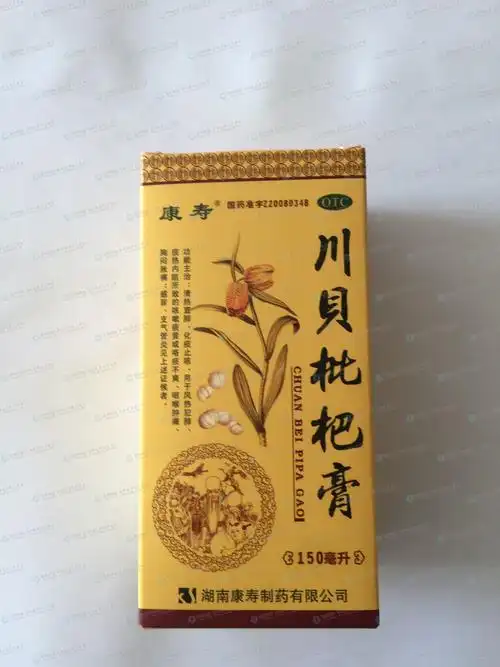 康寿®
国药准字Z20080348
OTC
川贝枇杷膏
CHUAN BEI PIPA GAO
功能主治：清热宣肺，化痰止咳。用于风热犯肺、
痰热内阻所致的咳嗽痰黄或咯痰不爽、咽喉肿痛、
胸闷胀痛；感冒、支气管炎见上述证候者。
150毫升
湖南康寿制药有限公司